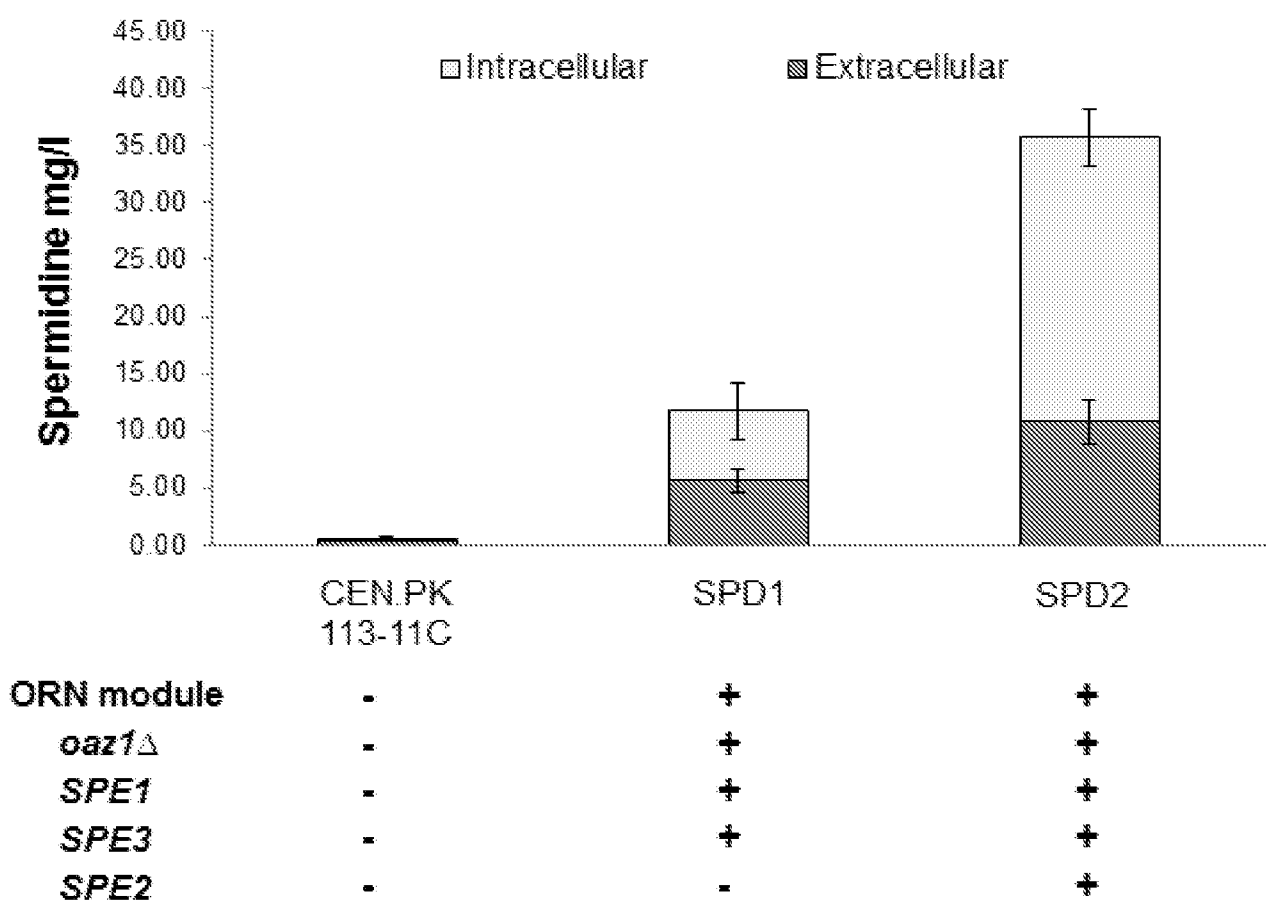 45.00
40.00
35.00
30.00
25.00
20.00
15.00
10.00
5.00
0.00
Spermidine mg/l
Intracellular Extracellular
CEN.PK 113-11C
SPD1
SPD2
ORN module - + +
oaz1Δ - + +
SPE1 - + +
SPE3 - + +
SPE2 - - +